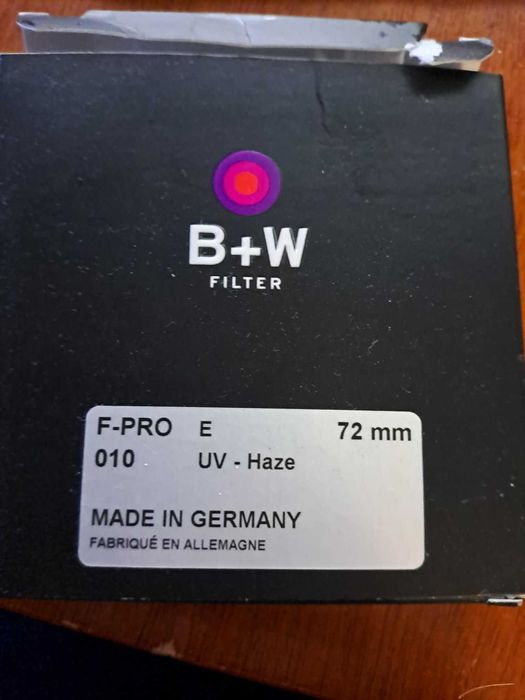 B+W
FILTER
F-PRO E 72 mm
010 UV - Haze
MADE IN GERMANY
FABRIQUÉ EN ALLEMAGNE